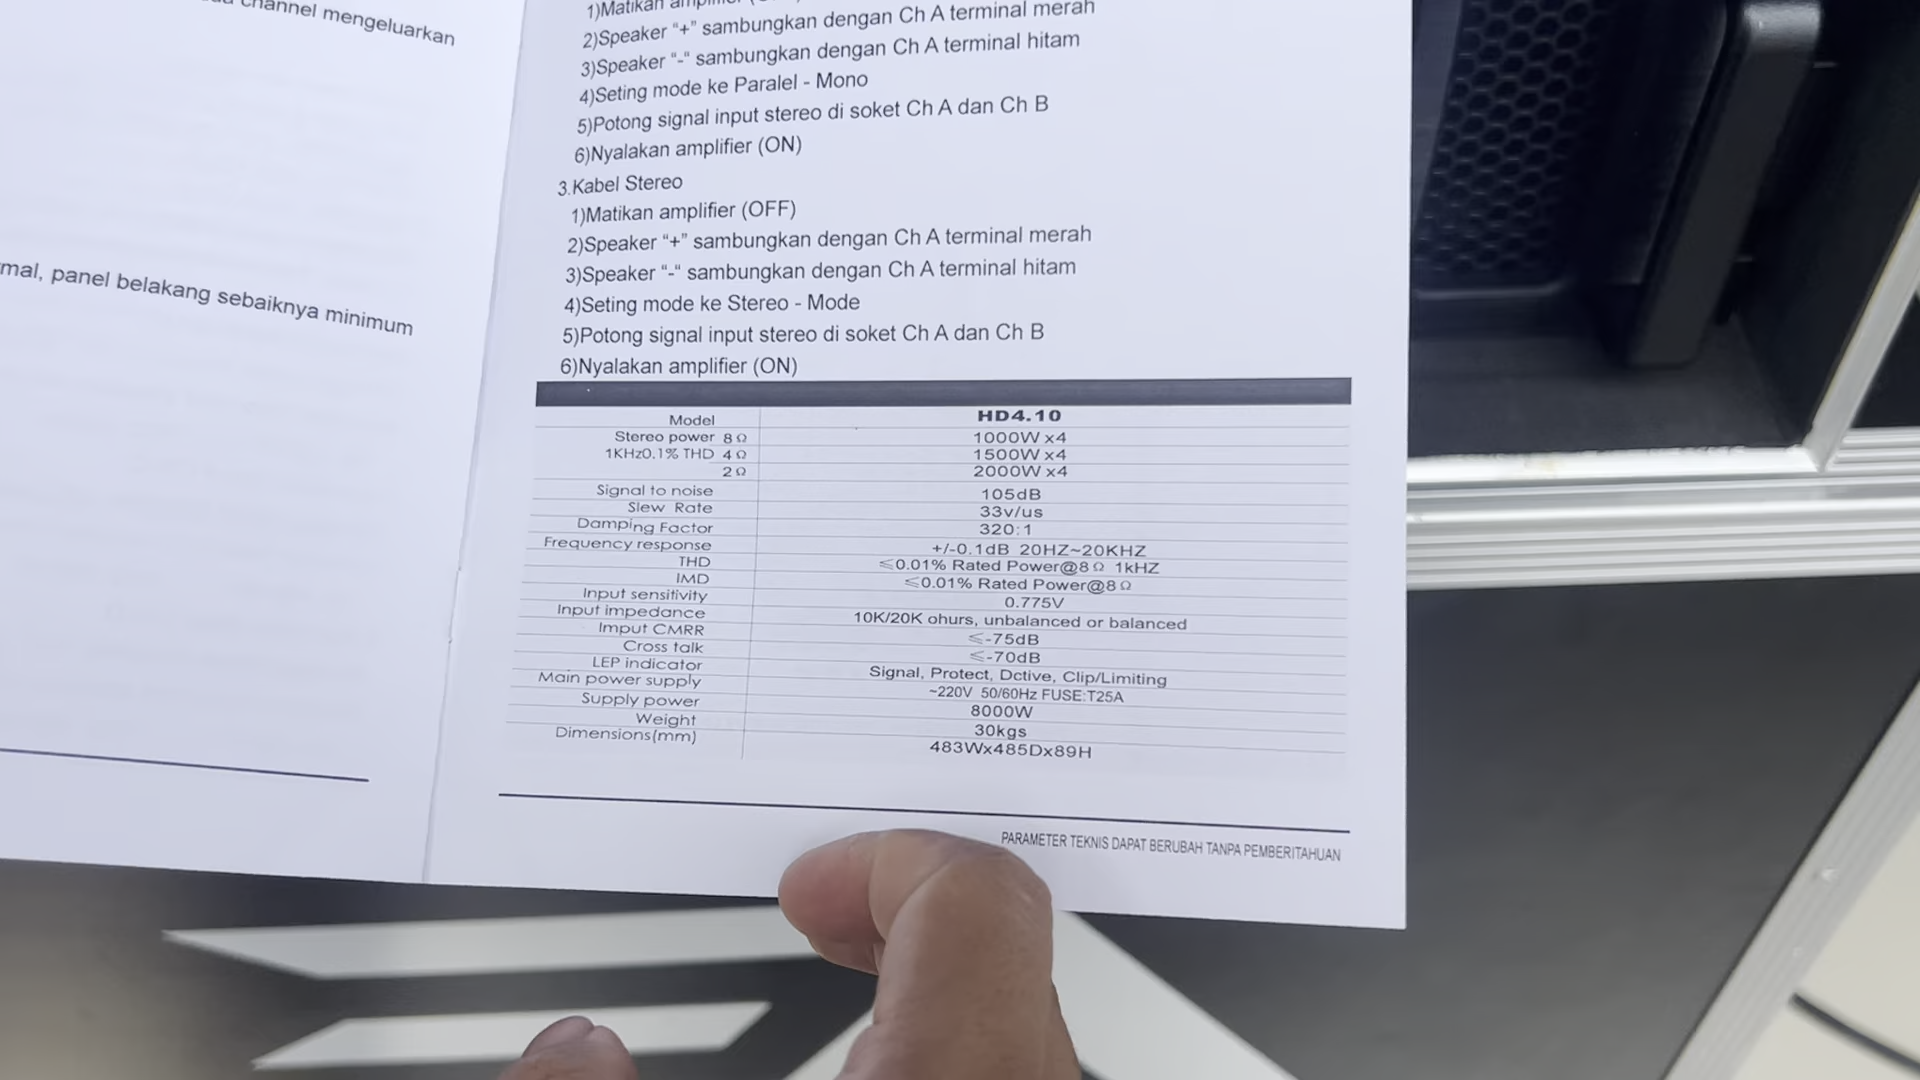 channel mengeluarkan
mal, panel belakang sebaiknya minimum
1)Matikan
2)Speaker “+” sambungkan dengan Ch A terminal merah
3)Speaker “-“ sambungkan dengan Ch A terminal hitam
4)Seting mode ke Paralel - Mono
5)Potong signal input stereo di soket Ch A dan Ch B
6)Nyalakan amplifier (ON)
3.Kabel Stereo
1)Matikan amplifier (OFF)
2)Speaker “+” sambungkan dengan Ch A terminal merah
3)Speaker “-“ sambungkan dengan Ch A terminal hitam
4)Seting mode ke Stereo - Mode
5)Potong signal input stereo di soket Ch A dan Ch B
6)Nyalakan amplifier (ON)
Model HD4.10
Stereo power 8Ω 1000W x4
1KHz0.1% THD 4Ω 1500W x4
2Ω 2000W x4
Signal to noise 105dB
Slew Rate 33v/us
Damping Factor 320:1
Frequency response +/-0.1dB 20HZ~20KHZ
THD ≤0.01% Rated Power@8Ω 1kHZ
IMD ≤0.01% Rated Power@8Ω
Input sensitivity 0.775V
Input impedance 10K/20K ohurs, unbalanced or balanced
Imput CMRR ≤-75dB
Cross talk ≤-70dB
LEP indicator Signal, Protect, Dctive, Clip/Limiting
Main power supply ~220V 50/60Hz FUSE:T25A
Supply power 8000W
Weight 30kgs
Dimensions(mm) 483Wx485Dx89H
PARAMETER TEKNIS DAPAT BERUBAH TANPA PEMBERITAHUAN